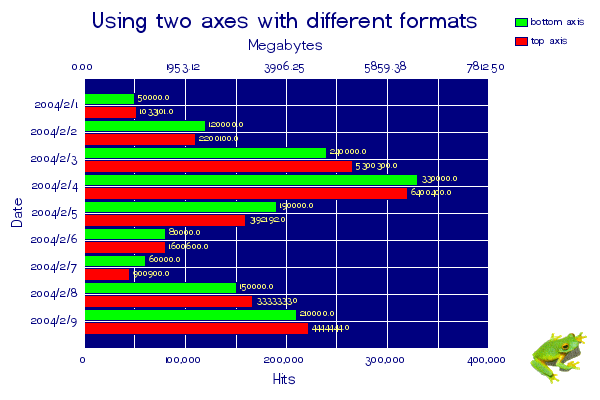 Using two axes with different formats
bottom axis
top axis
Megabytes
0.00 1953.12 3906.25 5859.38 7812.50
2004/2/1 50000.0
103301.0
2004/2/2 120000.0
2200100.0
2004/2/3 240000.0
5300300.0
2004/2/4 330000.0
6400400.0
2004/2/5 190000.0
3192192.0
2004/2/6 80000.0
1600600.0
2004/2/7 60000.0
900900.0
2004/2/8 150000.0
3333333.0
2004/2/9 210000.0
4444444.0
Date
0 100,000 200,000 300,000 400,000
Hits